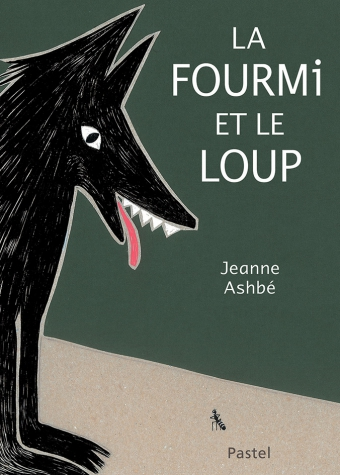 LA
FOURMi
ET LE
LOUP
Jeanne
Ashbé
Pastel